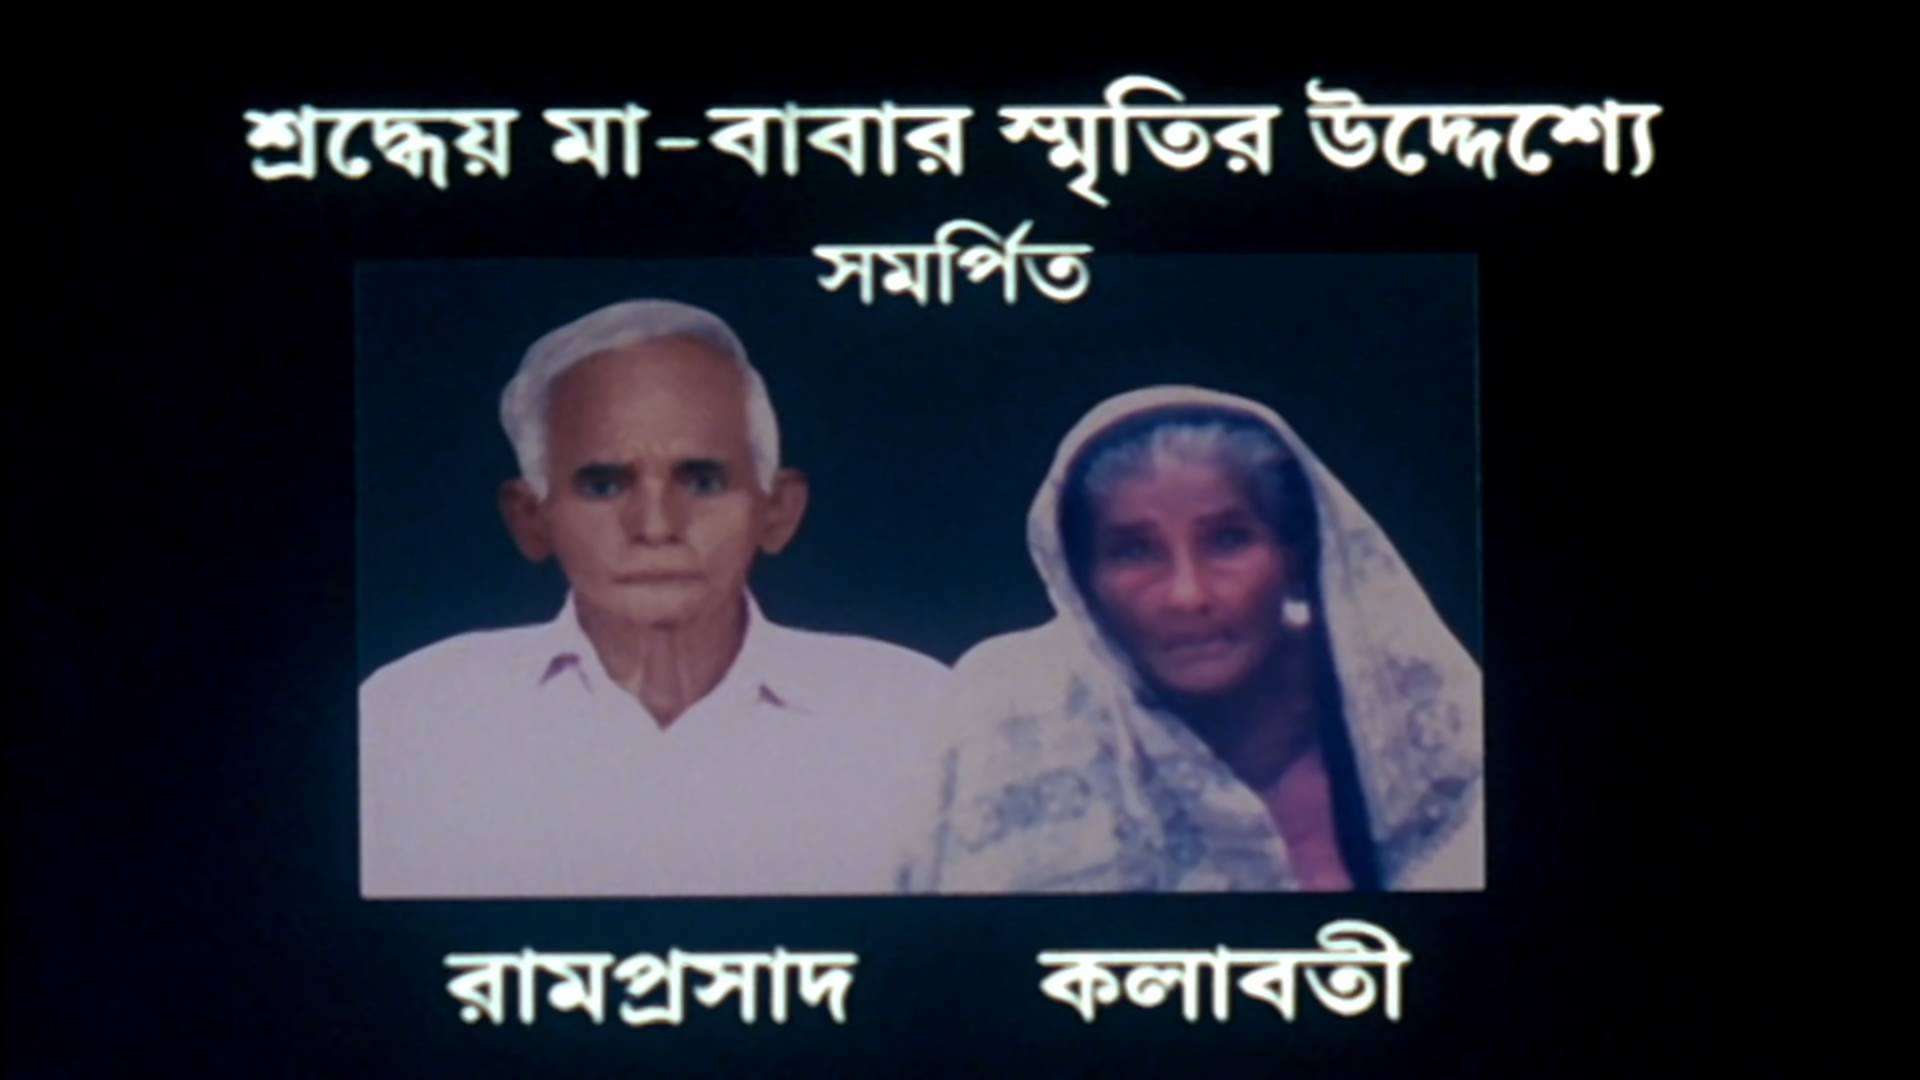 শ্রদ্ধেয় মা-বাবার স্মৃতির উদ্দেশ্যে
সমর্পিত
রামপ্রসাদ কলাবতী